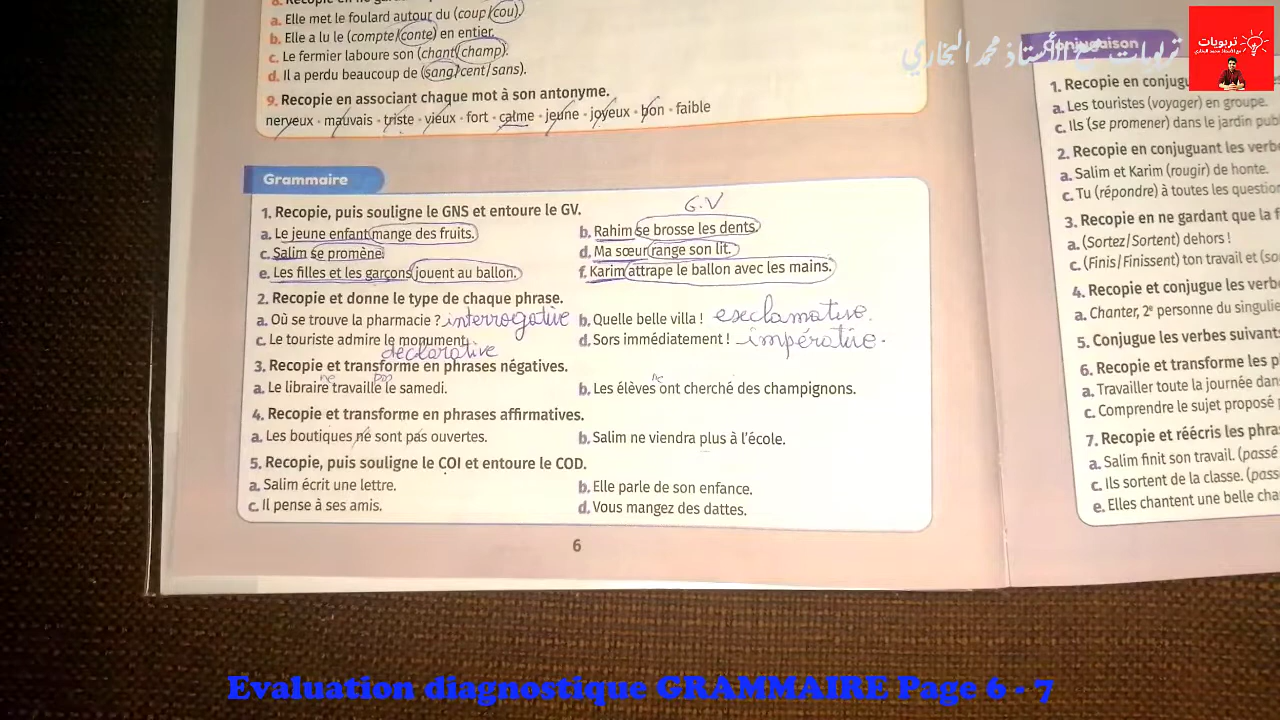 a. Elle met le foulard autour du (coup/cou).
b. Elle a lu le (compte/conte) en entier.
c. Le fermier laboure son (chant/champ).
d. Il a perdu beaucoup de (sang/cent/sans).
9. Recopie en associant chaque mot à son antonyme.
nerveux • mauvais • triste • vieux • fort • calme • jeune • joyeux • bon • faible
Grammaire
G.V
1. Recopie, puis souligne le GNS et entoure le GV.
a. Le jeune enfant mange des fruits. b. Rahim se brosse les dents.
c. Salim se promène. d. Ma sœur range son lit.
e. Les filles et les garçons jouent au ballon. f. Karim attrape le ballon avec les mains.
2. Recopie et donne le type de chaque phrase.
a. Où se trouve la pharmacie ? interrogative b. Quelle belle villa ! exclamative.
c. Le touriste admire le monument. d. Sors immédiatement ! impérative.
déclarative
3. Recopie et transforme en phrases négatives.
ne pas ne
a. Le libraire travaille le samedi. b. Les élèves ont cherché des champignons.
4. Recopie et transforme en phrases affirmatives.
a. Les boutiques ne sont pas ouvertes. b. Salim ne viendra plus à l'école.
5. Recopie, puis souligne le COI et entoure le COD.
a. Salim écrit une lettre. b. Elle parle de son enfance.
c. Il pense à ses amis. d. Vous mangez des dattes.
6
تربويات مع الأستاذ محمد البخاري
تربويات
Conjugaison
1. Recopie en conjugu
a. Les touristes (voyager) en groupe.
c. Ils (se promener) dans le jardin pub
2. Recopie en conjuguant les verbe
a. Salim et Karim (rougir) de honte.
c. Tu (répondre) à toutes les question
3. Recopie en ne gardant que la f
a. (Sortez/Sortent) dehors !
c. (Finis/Finissent) ton travail et (so
4. Recopie et conjugue les verbe
a. Chanter, 2e personne du singulie
5. Conjugue les verbes suivant
6. Recopie et transforme les p
a. Travailler toute la journée dan
c. Comprendre le sujet proposé
7. Recopie et réécris les phra
a. Salim finit son travail. (passé
c. Ils sortent de la classe. (pass
e. Elles chantent une belle cha
Evaluation diagnostique GRAMMAIRE Page 6 - 7